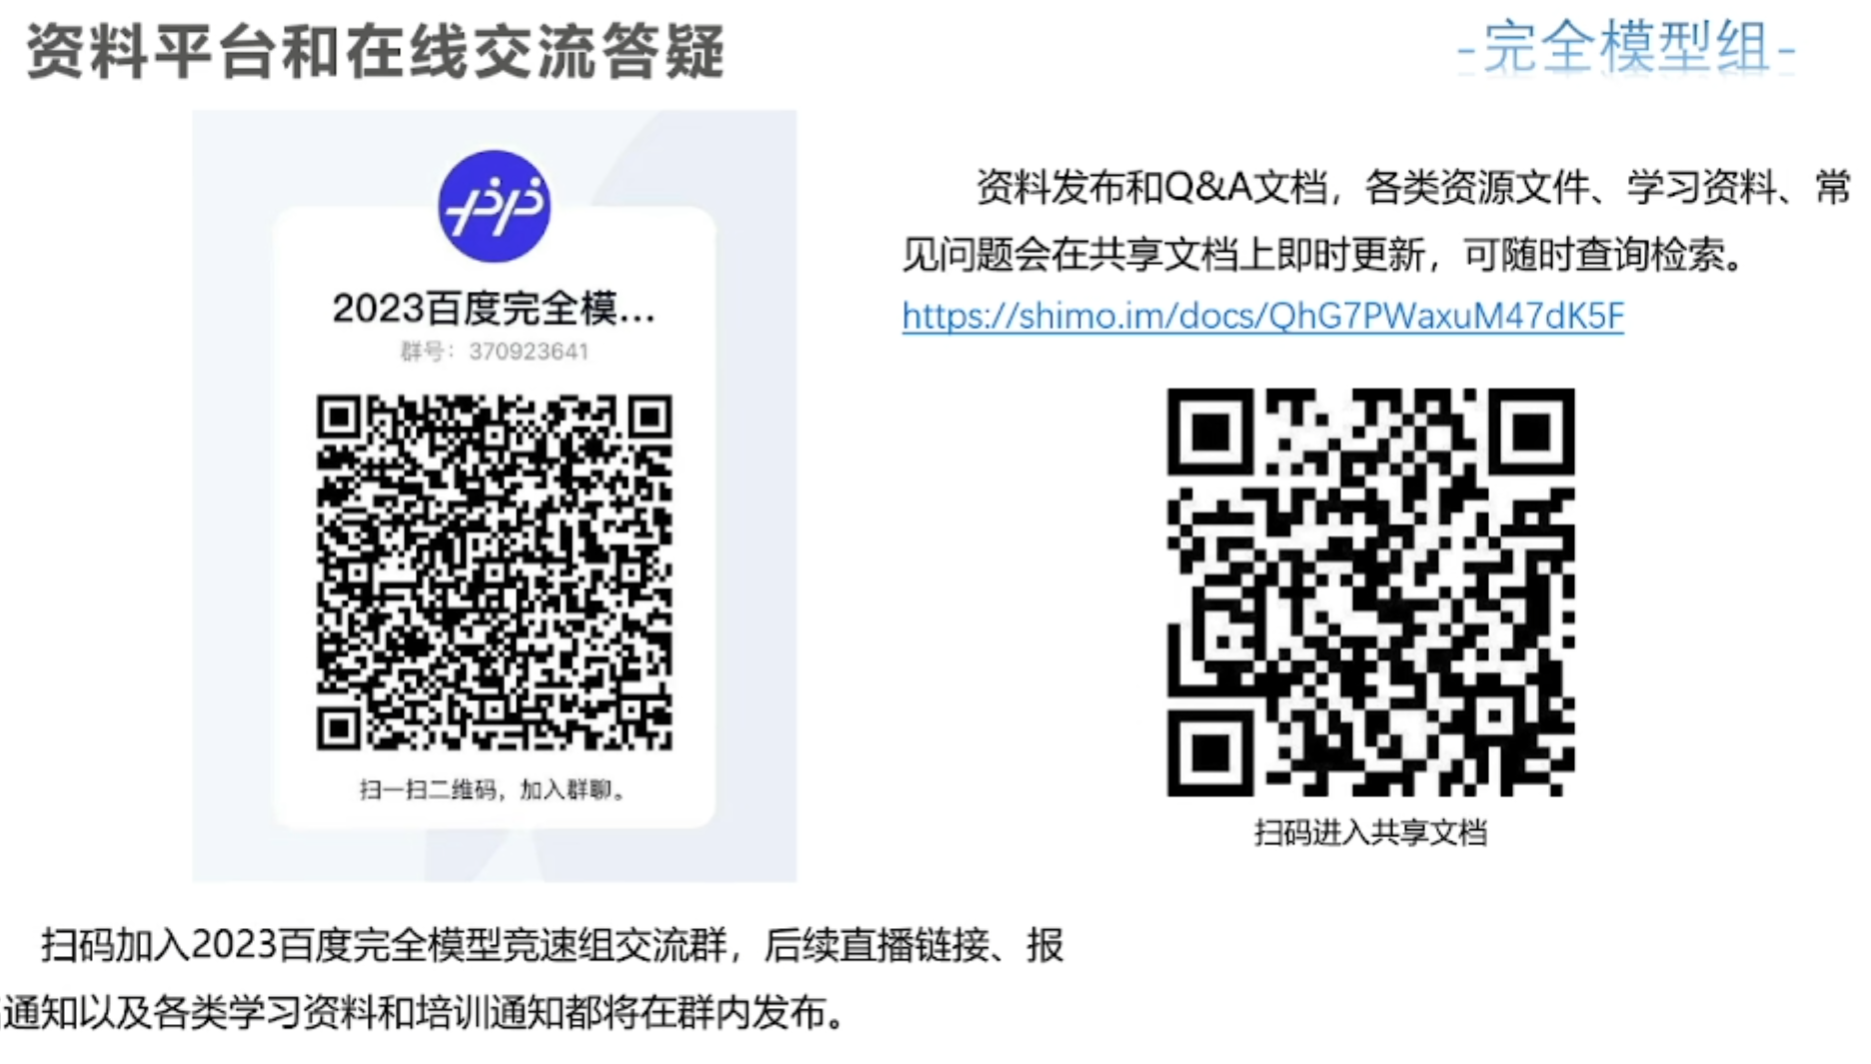 资料平台和在线交流答疑
-完全模型组-
2023百度完全模...
群号：370923641
扫一扫二维码，加入群聊。
资料发布和Q&A文档，各类资源文件、学习资料、常
见问题会在共享文档上即时更新，可随时查询检索。
https://shimo.im/docs/QhG7PWaxuM47dK5F
扫码进入共享文档
扫码加入2023百度完全模型竞速组交流群，后续直播链接、报
通知以及各类学习资料和培训通知都将在群内发布。